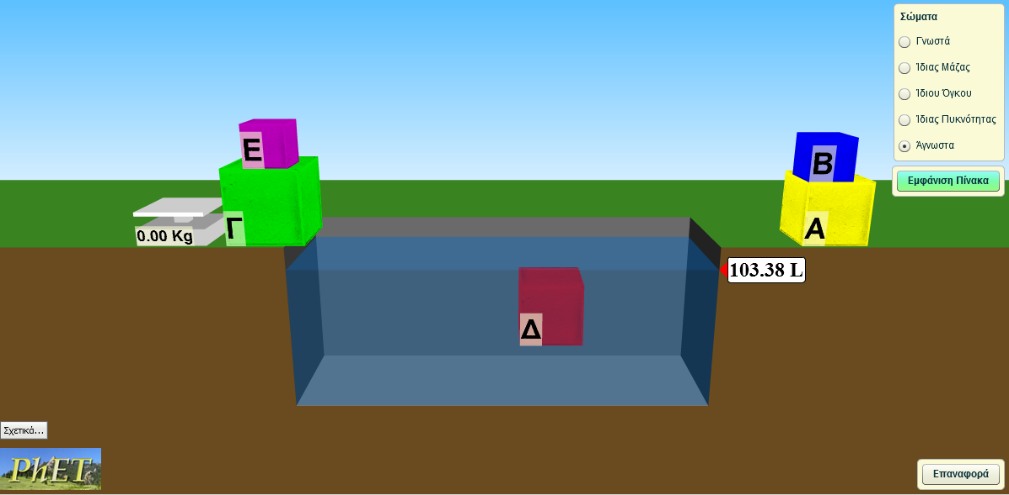 Σώματα
Γνωστά
Ίδιας Μάζας
Ίδιου Όγκου
Ίδιας Πυκνότητας
Άγνωστα
Εμφάνιση Πίνακα
E
B
Γ
A
0.00 Kg
103.38 L
Δ
Σχετικά...
PhET
Επαναφορά